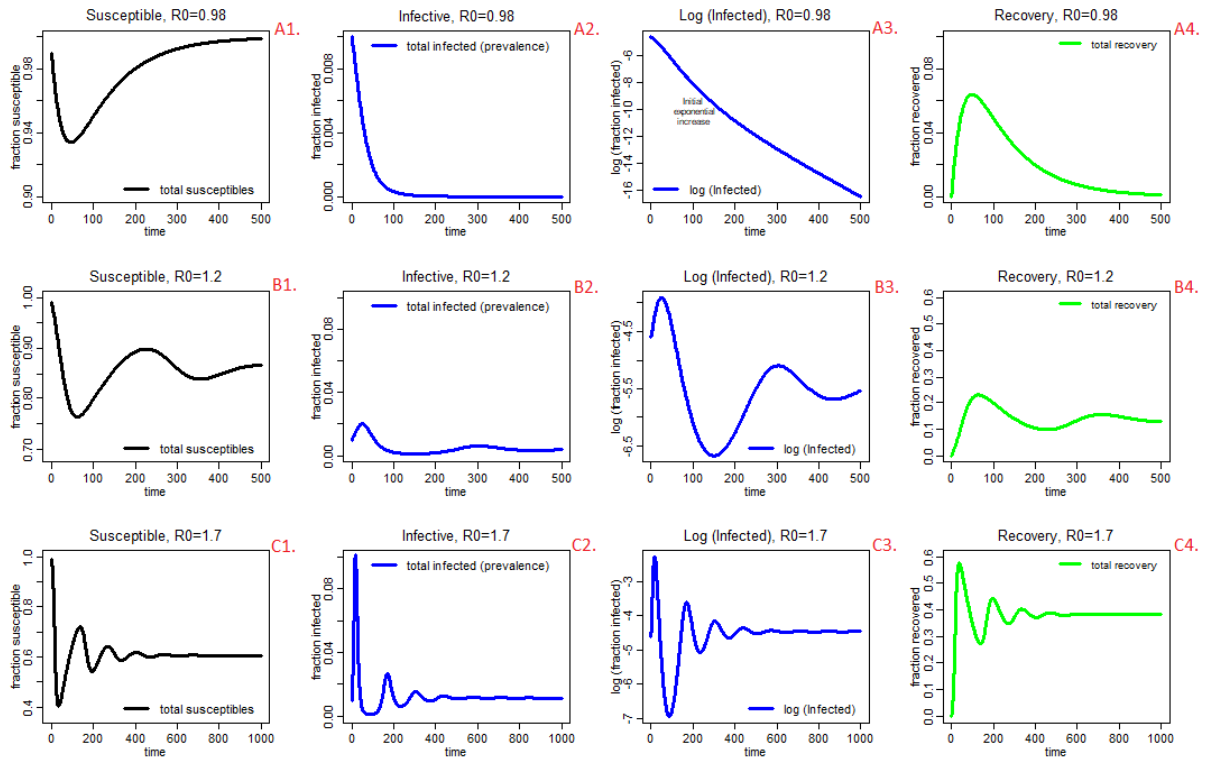 Susceptible, R0=0.98
A1.
fraction susceptible
0.90 0.94 0.98
total susceptibles
0 100 200 300 400 500
time
Infective, R0=0.98
A2.
fraction infected
0.00 0.04 0.08
total infected (prevalence)
0 100 200 300 400 500
time
Log (Infected), R0=0.98
A3.
log (fraction infected)
-16 -14 -12 -10 -8 -6
Initial
exponential
increase
log (Infected)
0 100 200 300 400 500
time
Recovery, R0=0.98
A4.
fraction recovered
0.00 0.04 0.08
total recovery
0 100 200 300 400 500
time
Susceptible, R0=1.2
B1.
fraction susceptible
0.70 0.80 0.90 1.00
total susceptibles
0 100 200 300 400 500
time
Infective, R0=1.2
B2.
fraction infected
0.00 0.04 0.08
total infected (prevalence)
0 100 200 300 400 500
time
Log (Infected), R0=1.2
B3.
log (fraction infected)
-6.5 -5.5 -4.5
log (Infected)
0 100 200 300 400 500
time
Recovery, R0=1.2
B4.
fraction recovered
0.0 0.1 0.2 0.3 0.4 0.5 0.6
total recovery
0 100 200 300 400 500
time
Susceptible, R0=1.7
C1.
fraction susceptible
0.4 0.6 0.8 1.0
total susceptibles
0 200 400 600 800 1000
time
Infective, R0=1.7
C2.
fraction infected
0.00 0.04 0.08
total infected (prevalence)
0 200 400 600 800 1000
time
Log (Infected), R0=1.7
C3.
log (fraction infected)
-7 -6 -5 -4 -3
log (Infected)
0 200 400 600 800 1000
time
Recovery, R0=1.7
C4.
fraction recovered
0.0 0.1 0.2 0.3 0.4 0.5 0.6
total recovery
0 200 400 600 800 1000
time